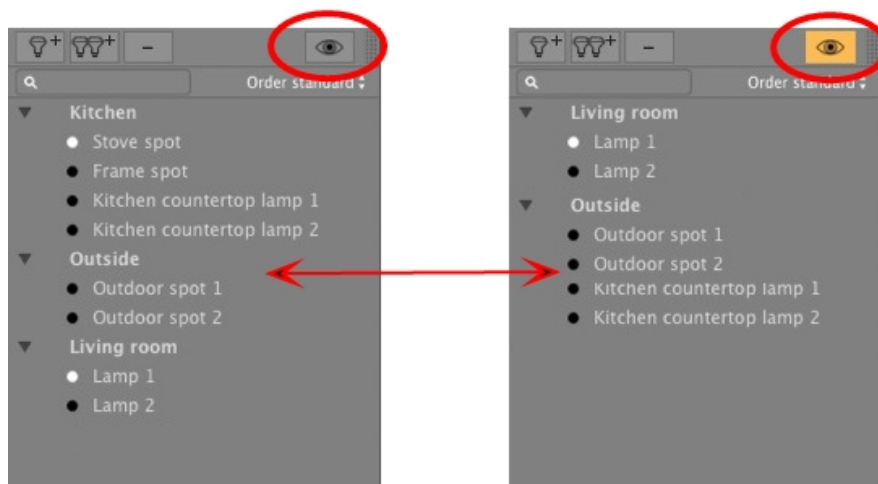 Order standard
Kitchen
Stove spot
Frame spot
Kitchen countertop lamp 1
Kitchen countertop lamp 2
Outside
Outdoor spot 1
Outdoor spot 2
Living room
Lamp 1
Lamp 2
Order standard
Living room
Lamp 1
Lamp 2
Outside
Outdoor spot 1
Outdoor spot 2
Kitchen countertop lamp 1
Kitchen countertop lamp 2